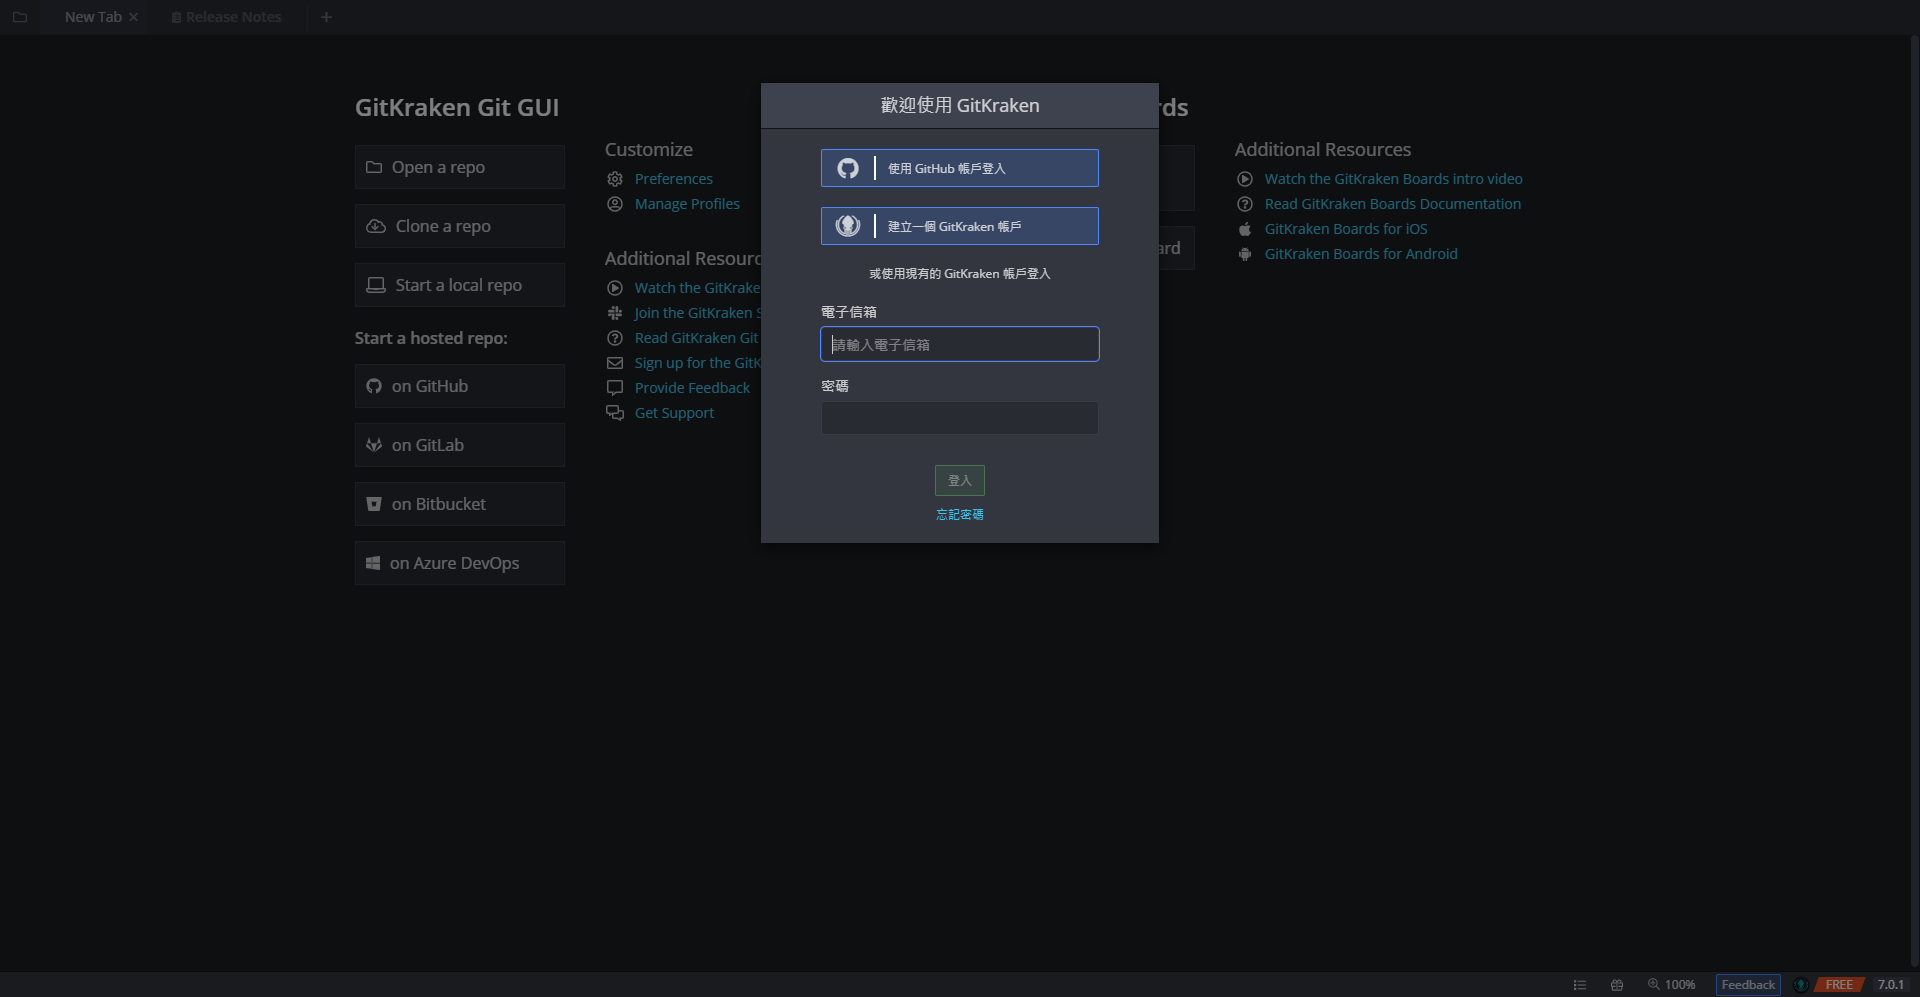 New Tab
Release Notes
GitKraken Git GUI
Open a repo
Clone a repo
Start a local repo
Start a hosted repo:
on GitHub
on GitLab
on Bitbucket
on Azure DevOps
Customize
Preferences
Manage Profiles
Additional Resourc
Watch the GitKrake
Join the GitKraken S
Read GitKraken Git
Sign up for the GitK
Provide Feedback
Get Support
歡迎使用 GitKraken
使用 GitHub 帳戶登入
建立一個 GitKraken 帳戶
或使用現有的 GitKraken 帳戶登入
電子信箱
請輸入電子信箱
密碼
登入
忘記密碼
rds
ard
Additional Resources
Watch the GitKraken Boards intro video
Read GitKraken Boards Documentation
GitKraken Boards for iOS
GitKraken Boards for Android
100%
Feedback
FREE
7.0.1